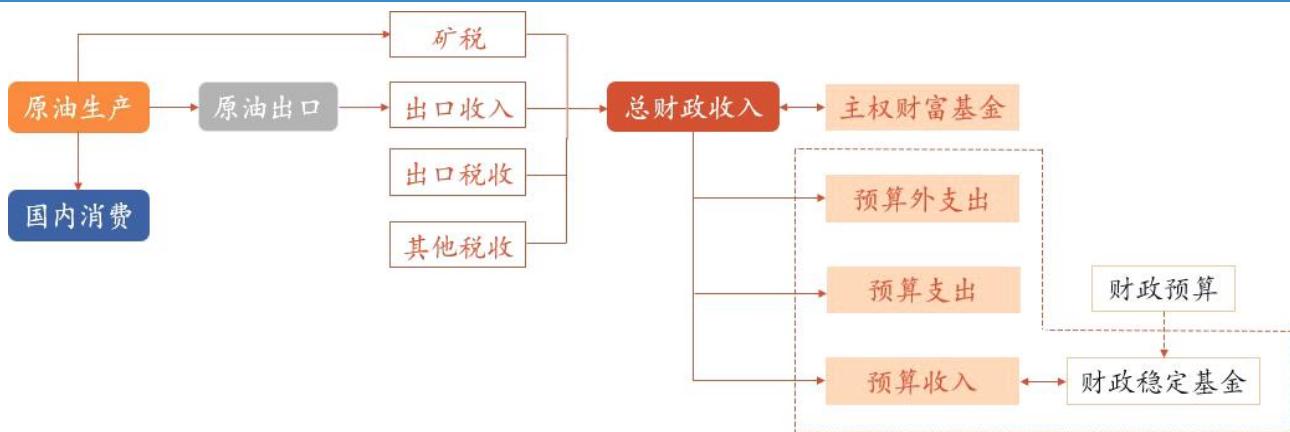 矿税
原油生产
原油出口
出口收入
总财政收入
主权财富基金
出口税收
国内消费
预算外支出
其他税收
预算支出
财政预算
预算收入
财政稳定基金